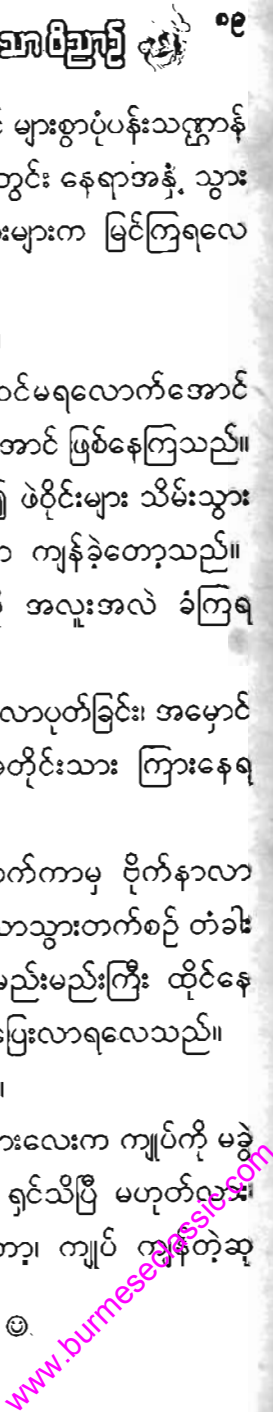 သာဝိညာဉ် ၈၉
များစွာပုံပန်းသဏ္ဌာန်
တွင်း နေရာအနှံ့ သွား
များက မြင်ကြရလေ
ဝင်မရလောက်အောင်
အောင် ဖြစ်နေကြသည်။
၍ ဖဲဝိုင်းများ သိမ်းသွား
ကျန်ခဲ့တော့သည်။
အလူးအလဲ ခံကြရ
လာပုတ်ခြင်း၊ အမှောင်
တိုင်းသား ကြားနေရ
က်ကာမှ ဗိုက်နာလာ
သာသွားတက်စဉ် တံခါး
မည်းမည်းကြီး ထိုင်နေ
ပြေးလာရလေသည်။
။
ားလေးက ကျုပ်ကို မခွဲ
ရှင်သိပြီ မဟုတ်လား၊
တော့၊ ကျုပ် ကျန်တဲ့ဆု
☺
www.burmeseclassic.com